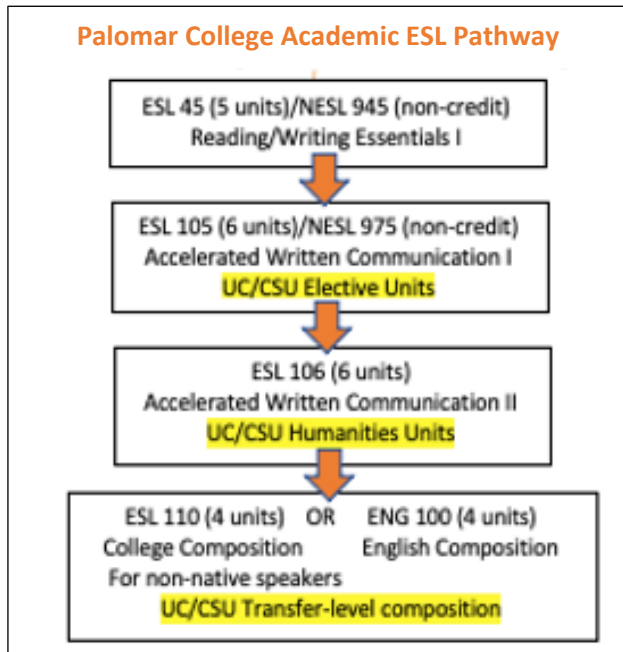 Palomar College Academic ESL Pathway
ESL 45 (5 units)/NESL 945 (non-credit)
Reading/Writing Essentials I
ESL 105 (6 units)/NESL 975 (non-credit)
Accelerated Written Communication I
UC/CSU Elective Units
ESL 106 (6 units)
Accelerated Written Communication II
UC/CSU Humanities Units
ESL 110 (4 units) OR ENG 100 (4 units)
College Composition English Composition
For non-native speakers
UC/CSU Transfer-level composition